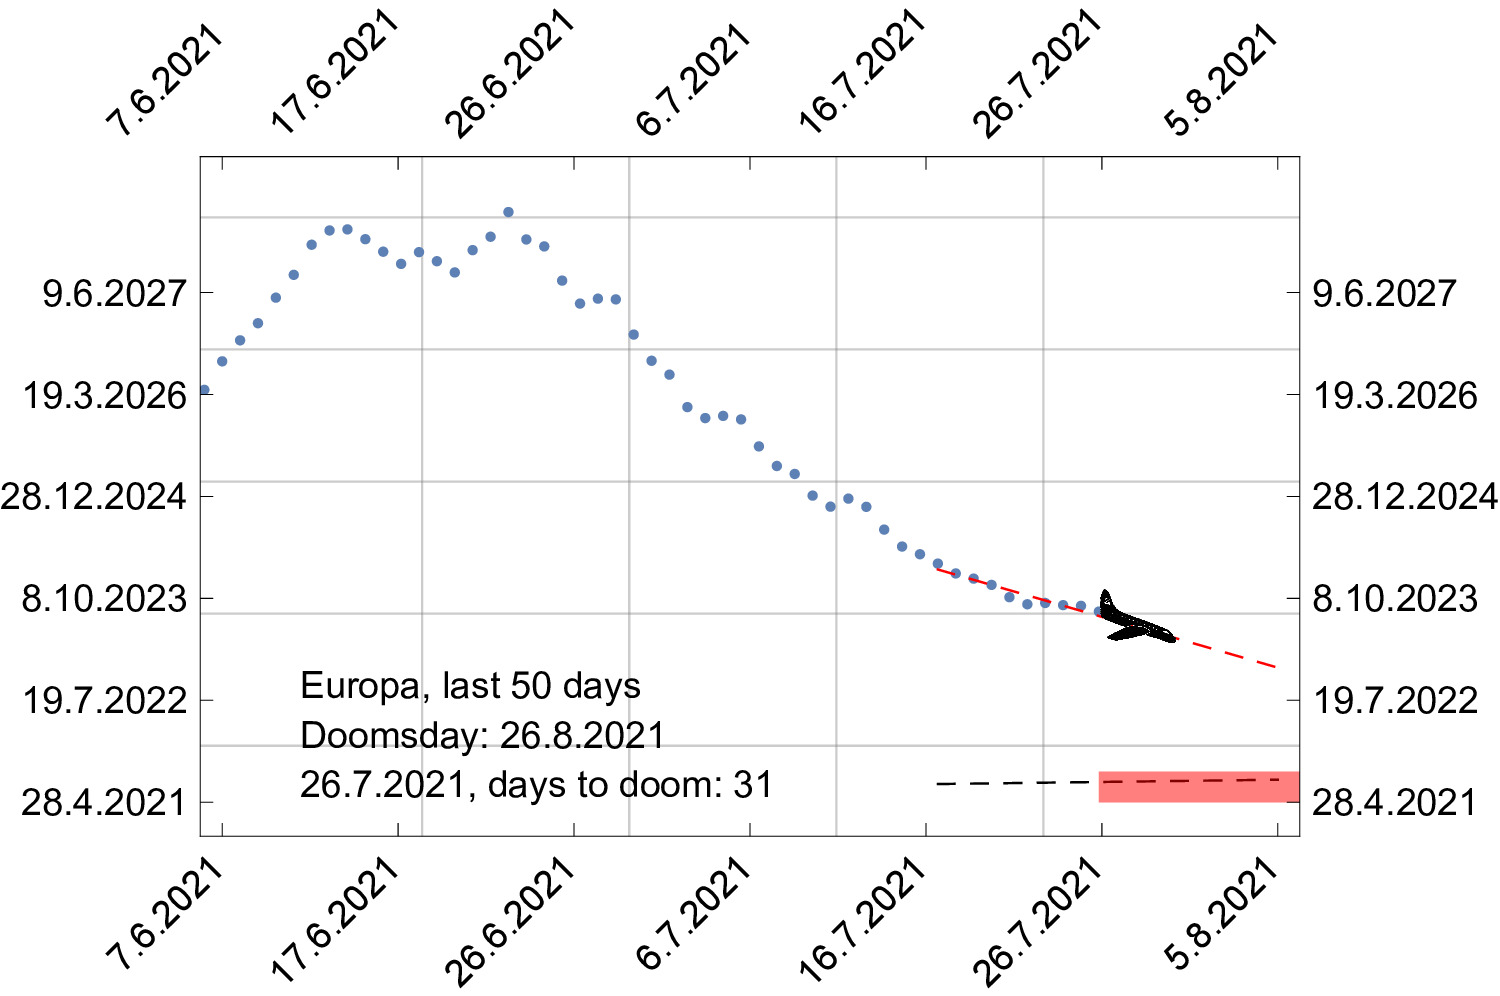 7.6.2021 17.6.2021 26.6.2021 6.7.2021 16.7.2021 26.7.2021 5.8.2021
9.6.2027 9.6.2027
19.3.2026 19.3.2026
28.12.2024 28.12.2024
8.10.2023 8.10.2023
Europa, last 50 days
19.7.2022 19.7.2022
Doomsday: 26.8.2021
26.7.2021, days to doom: 31
28.4.2021 28.4.2021
7.6.2021 17.6.2021 26.6.2021 6.7.2021 16.7.2021 26.7.2021 5.8.2021